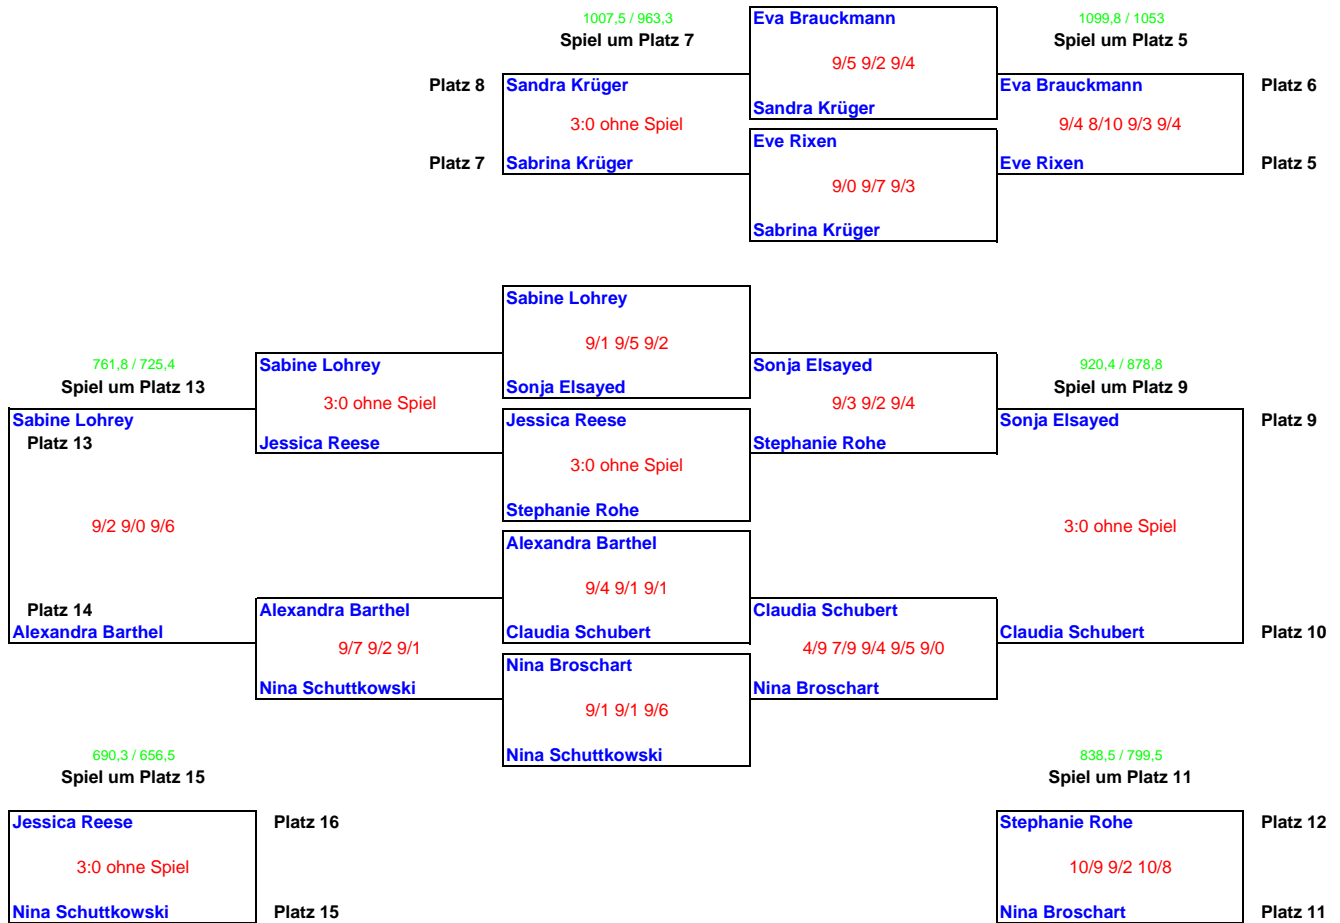 1007,5 / 963,3 Eva Brauckmann 1099,8 / 1053
Spiel um Platz 7 Spiel um Platz 5
9/5 9/2 9/4
Platz 8 Sandra Krüger Eva Brauckmann Platz 6
Sandra Krüger
3:0 ohne Spiel 9/4 8/10 9/3 9/4
Eve Rixen
Platz 7 Sabrina Krüger Eve Rixen Platz 5
9/0 9/7 9/3
Sabrina Krüger
Sabine Lohrey
9/1 9/5 9/2
761,8 / 725,4 Sabine Lohrey Sonja Elsayed 920,4 / 878,8
Spiel um Platz 13 Sonja Elsayed Spiel um Platz 9
3:0 ohne Spiel 9/3 9/2 9/4
Sabine Lohrey Jessica Reese Sonja Elsayed Platz 9
Platz 13 Jessica Reese Stephanie Rohe
3:0 ohne Spiel
Stephanie Rohe
9/2 9/0 9/6 3:0 ohne Spiel
Alexandra Barthel
9/4 9/1 9/1
Platz 14 Alexandra Barthel Claudia Schubert
Alexandra Barthel Claudia Schubert Claudia Schubert Platz 10
9/7 9/2 9/1 4/9 7/9 9/4 9/5 9/0
Nina Broschart
Nina Schuttkowski Nina Broschart
9/1 9/1 9/6
690,3 / 656,5 Nina Schuttkowski 838,5 / 799,5
Spiel um Platz 15 Spiel um Platz 11
Jessica Reese Platz 16 Stephanie Rohe Platz 12
3:0 ohne Spiel 10/9 9/2 10/8
Nina Schuttkowski Platz 15 Nina Broschart Platz 11